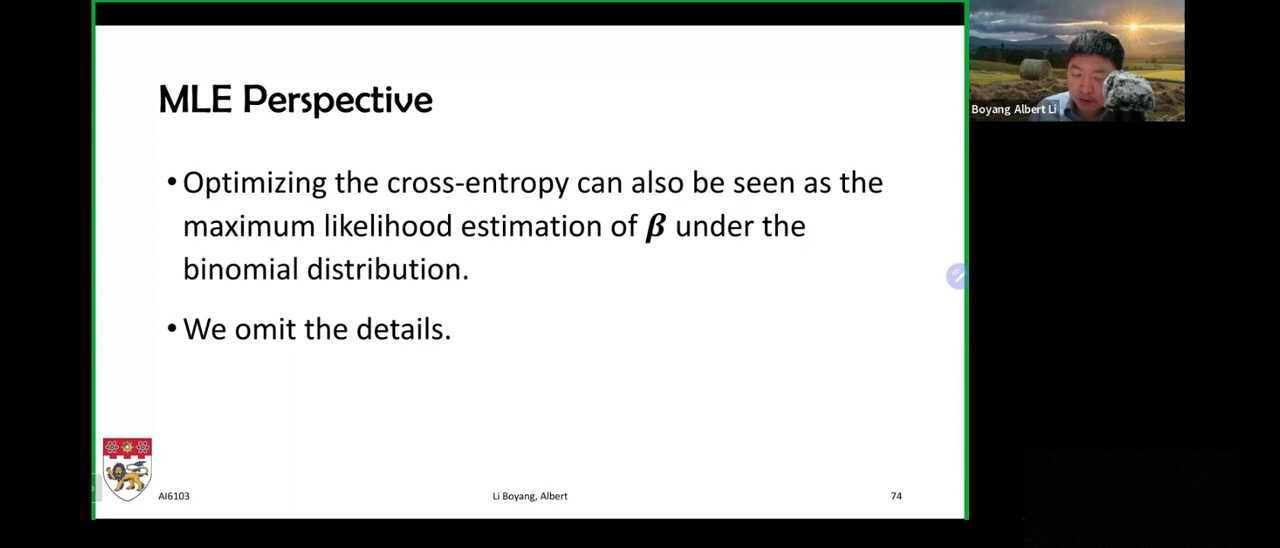 MLE Perspective
• Optimizing the cross-entropy can also be seen as the
maximum likelihood estimation of β under the
binomial distribution.
• We omit the details.
AI6103
Li Boyang, Albert
74
Boyang Albert Li